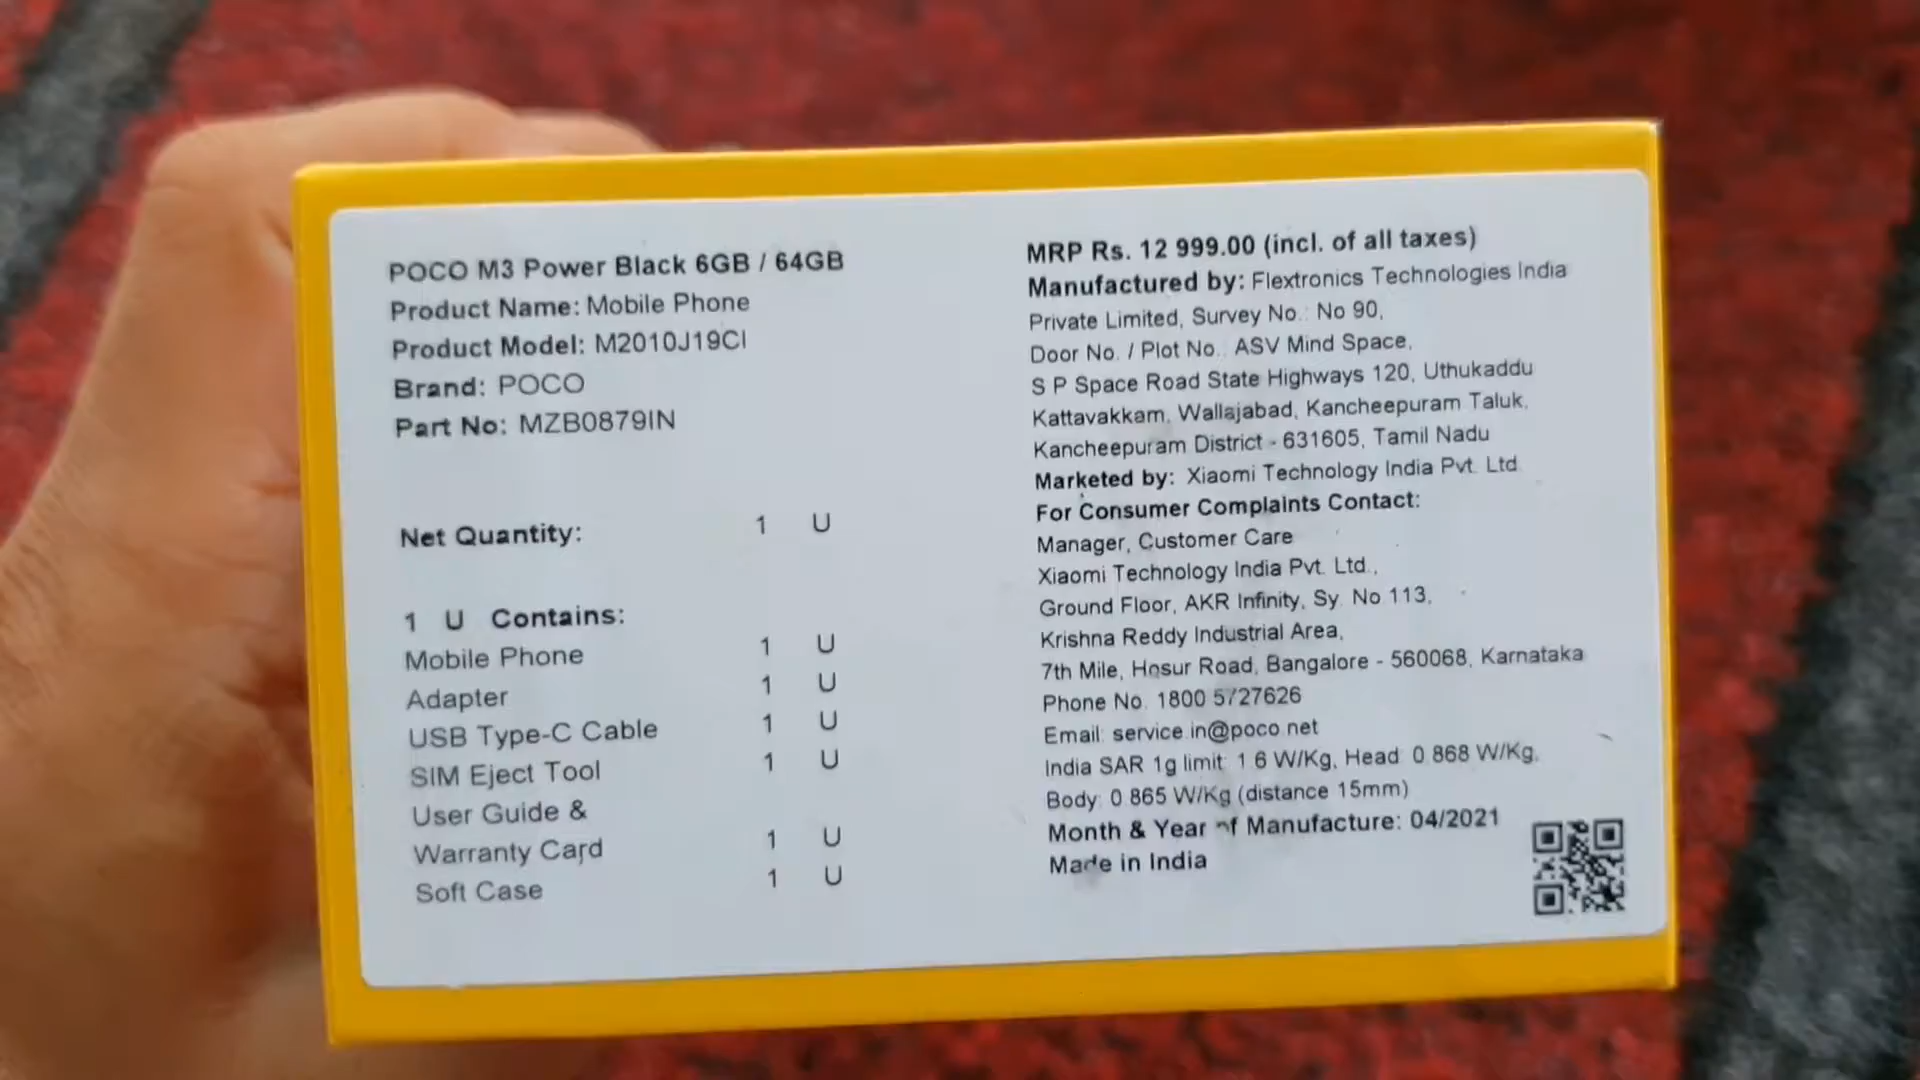 POCO M3 Power Black 6GB / 64GB
Product Name: Mobile Phone
Product Model: M2010J19CI
Brand: POCO
Part No: MZB0879IN
Net Quantity: 1 U
1 U Contains:
Mobile Phone 1 U
Adapter 1 U
USB Type-C Cable 1 U
SIM Eject Tool 1 U
User Guide &
Warranty Card 1 U
Soft Case 1 U
MRP Rs. 12 999.00 (incl. of all taxes)
Manufactured by: Flextronics Technologies India
Private Limited, Survey No.: No 90,
Door No. / Plot No.: ASV Mind Space,
S P Space Road State Highways 120, Uthukaddu
Kattavakkam, Wallajabad, Kancheepuram Taluk,
Kancheepuram District - 631605, Tamil Nadu
Marketed by: Xiaomi Technology India Pvt. Ltd.
For Consumer Complaints Contact:
Manager, Customer Care
Xiaomi Technology India Pvt. Ltd.,
Ground Floor, AKR Infinity, Sy. No 113,
Krishna Reddy Industrial Area,
7th Mile, Hosur Road, Bangalore - 560068, Karnataka
Phone No. 1800 5727626
Email: service.in@poco.net
India SAR 1g limit: 1.6 W/Kg, Head: 0.868 W/Kg,
Body: 0.865 W/Kg (distance 15mm)
Month & Year of Manufacture: 04/2021
Made in India